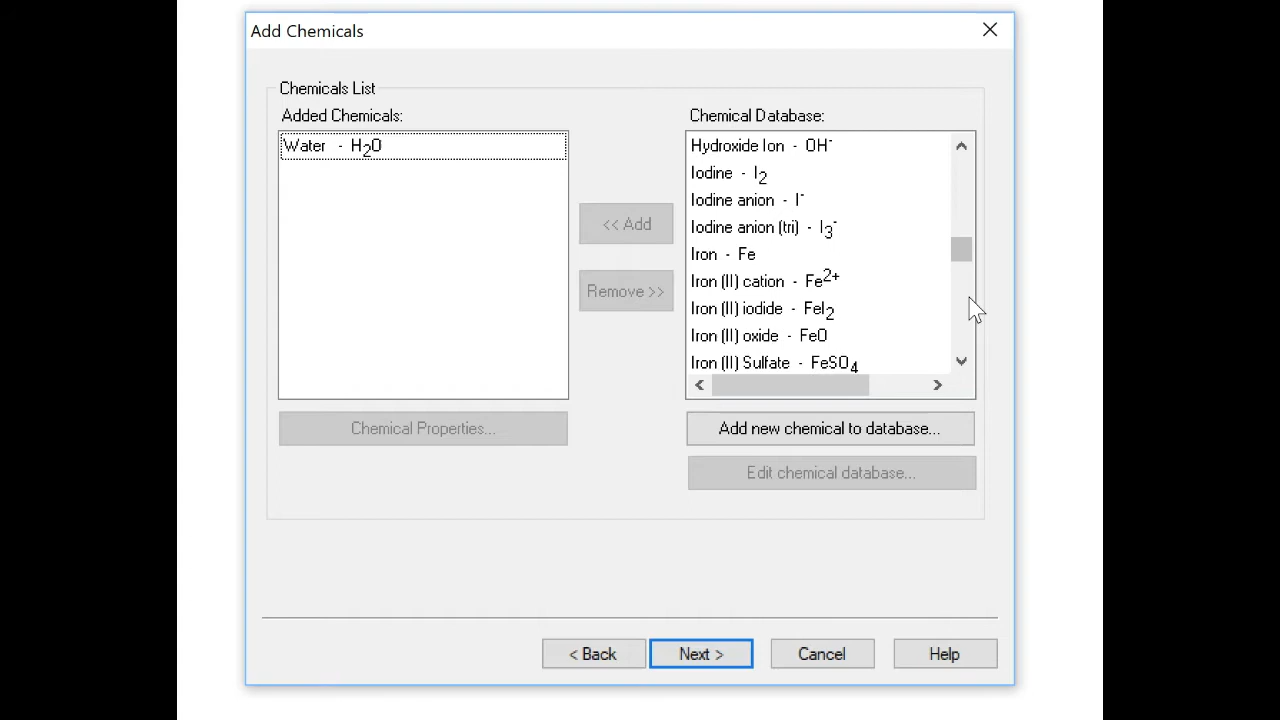 Add Chemicals
Chemicals List
Added Chemicals:
Water - H₂O
<< Add
Remove >>
Chemical Properties...
Chemical Database:
Hydroxide Ion - OH⁻
Iodine - I₂
Iodine anion - I⁻
Iodine anion (tri) - I₃⁻
Iron - Fe
Iron (II) cation - Fe²⁺
Iron (II) iodide - FeI₂
Iron (II) oxide - FeO
Iron (II) Sulfate - FeSO₄
Add new chemical to database...
Edit chemical database...
< Back
Next >
Cancel
Help